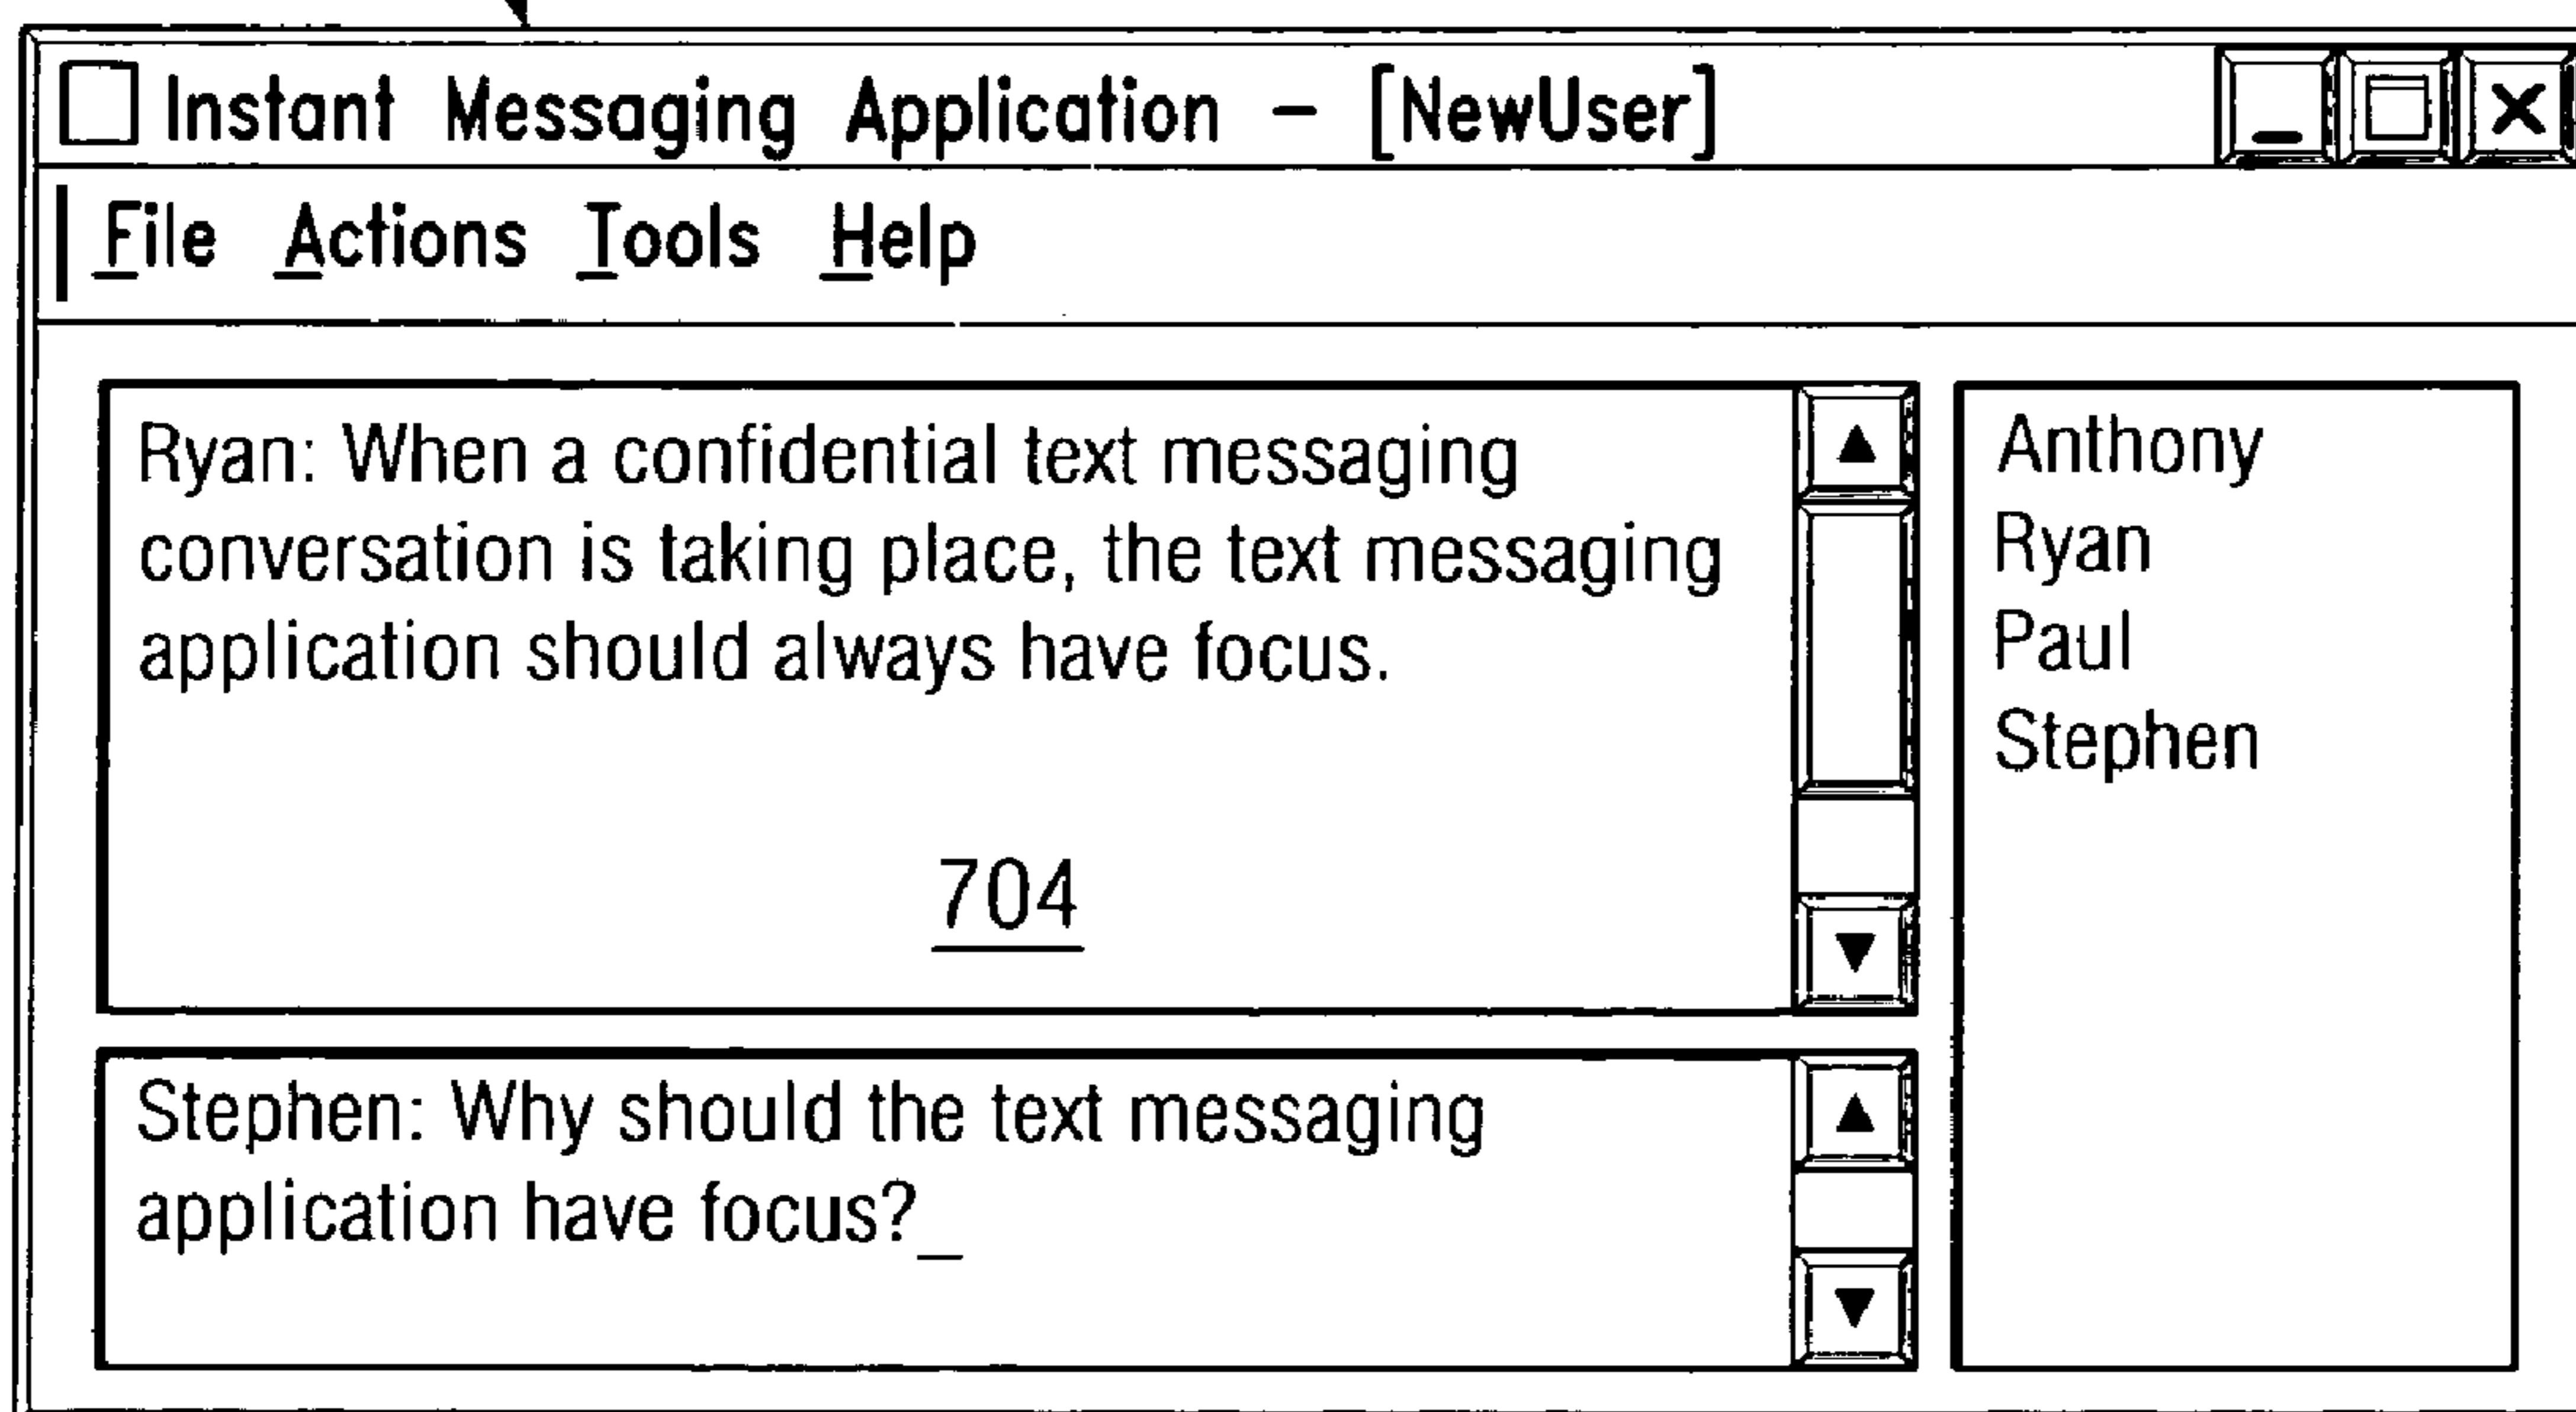 Instant Messaging Application - [NewUser]
File Actions Tools Help
Ryan: When a confidential text messaging
conversation is taking place, the text messaging
application should always have focus.
704
Stephen: Why should the text messaging
application have focus?_
Anthony
Ryan
Paul
Stephen